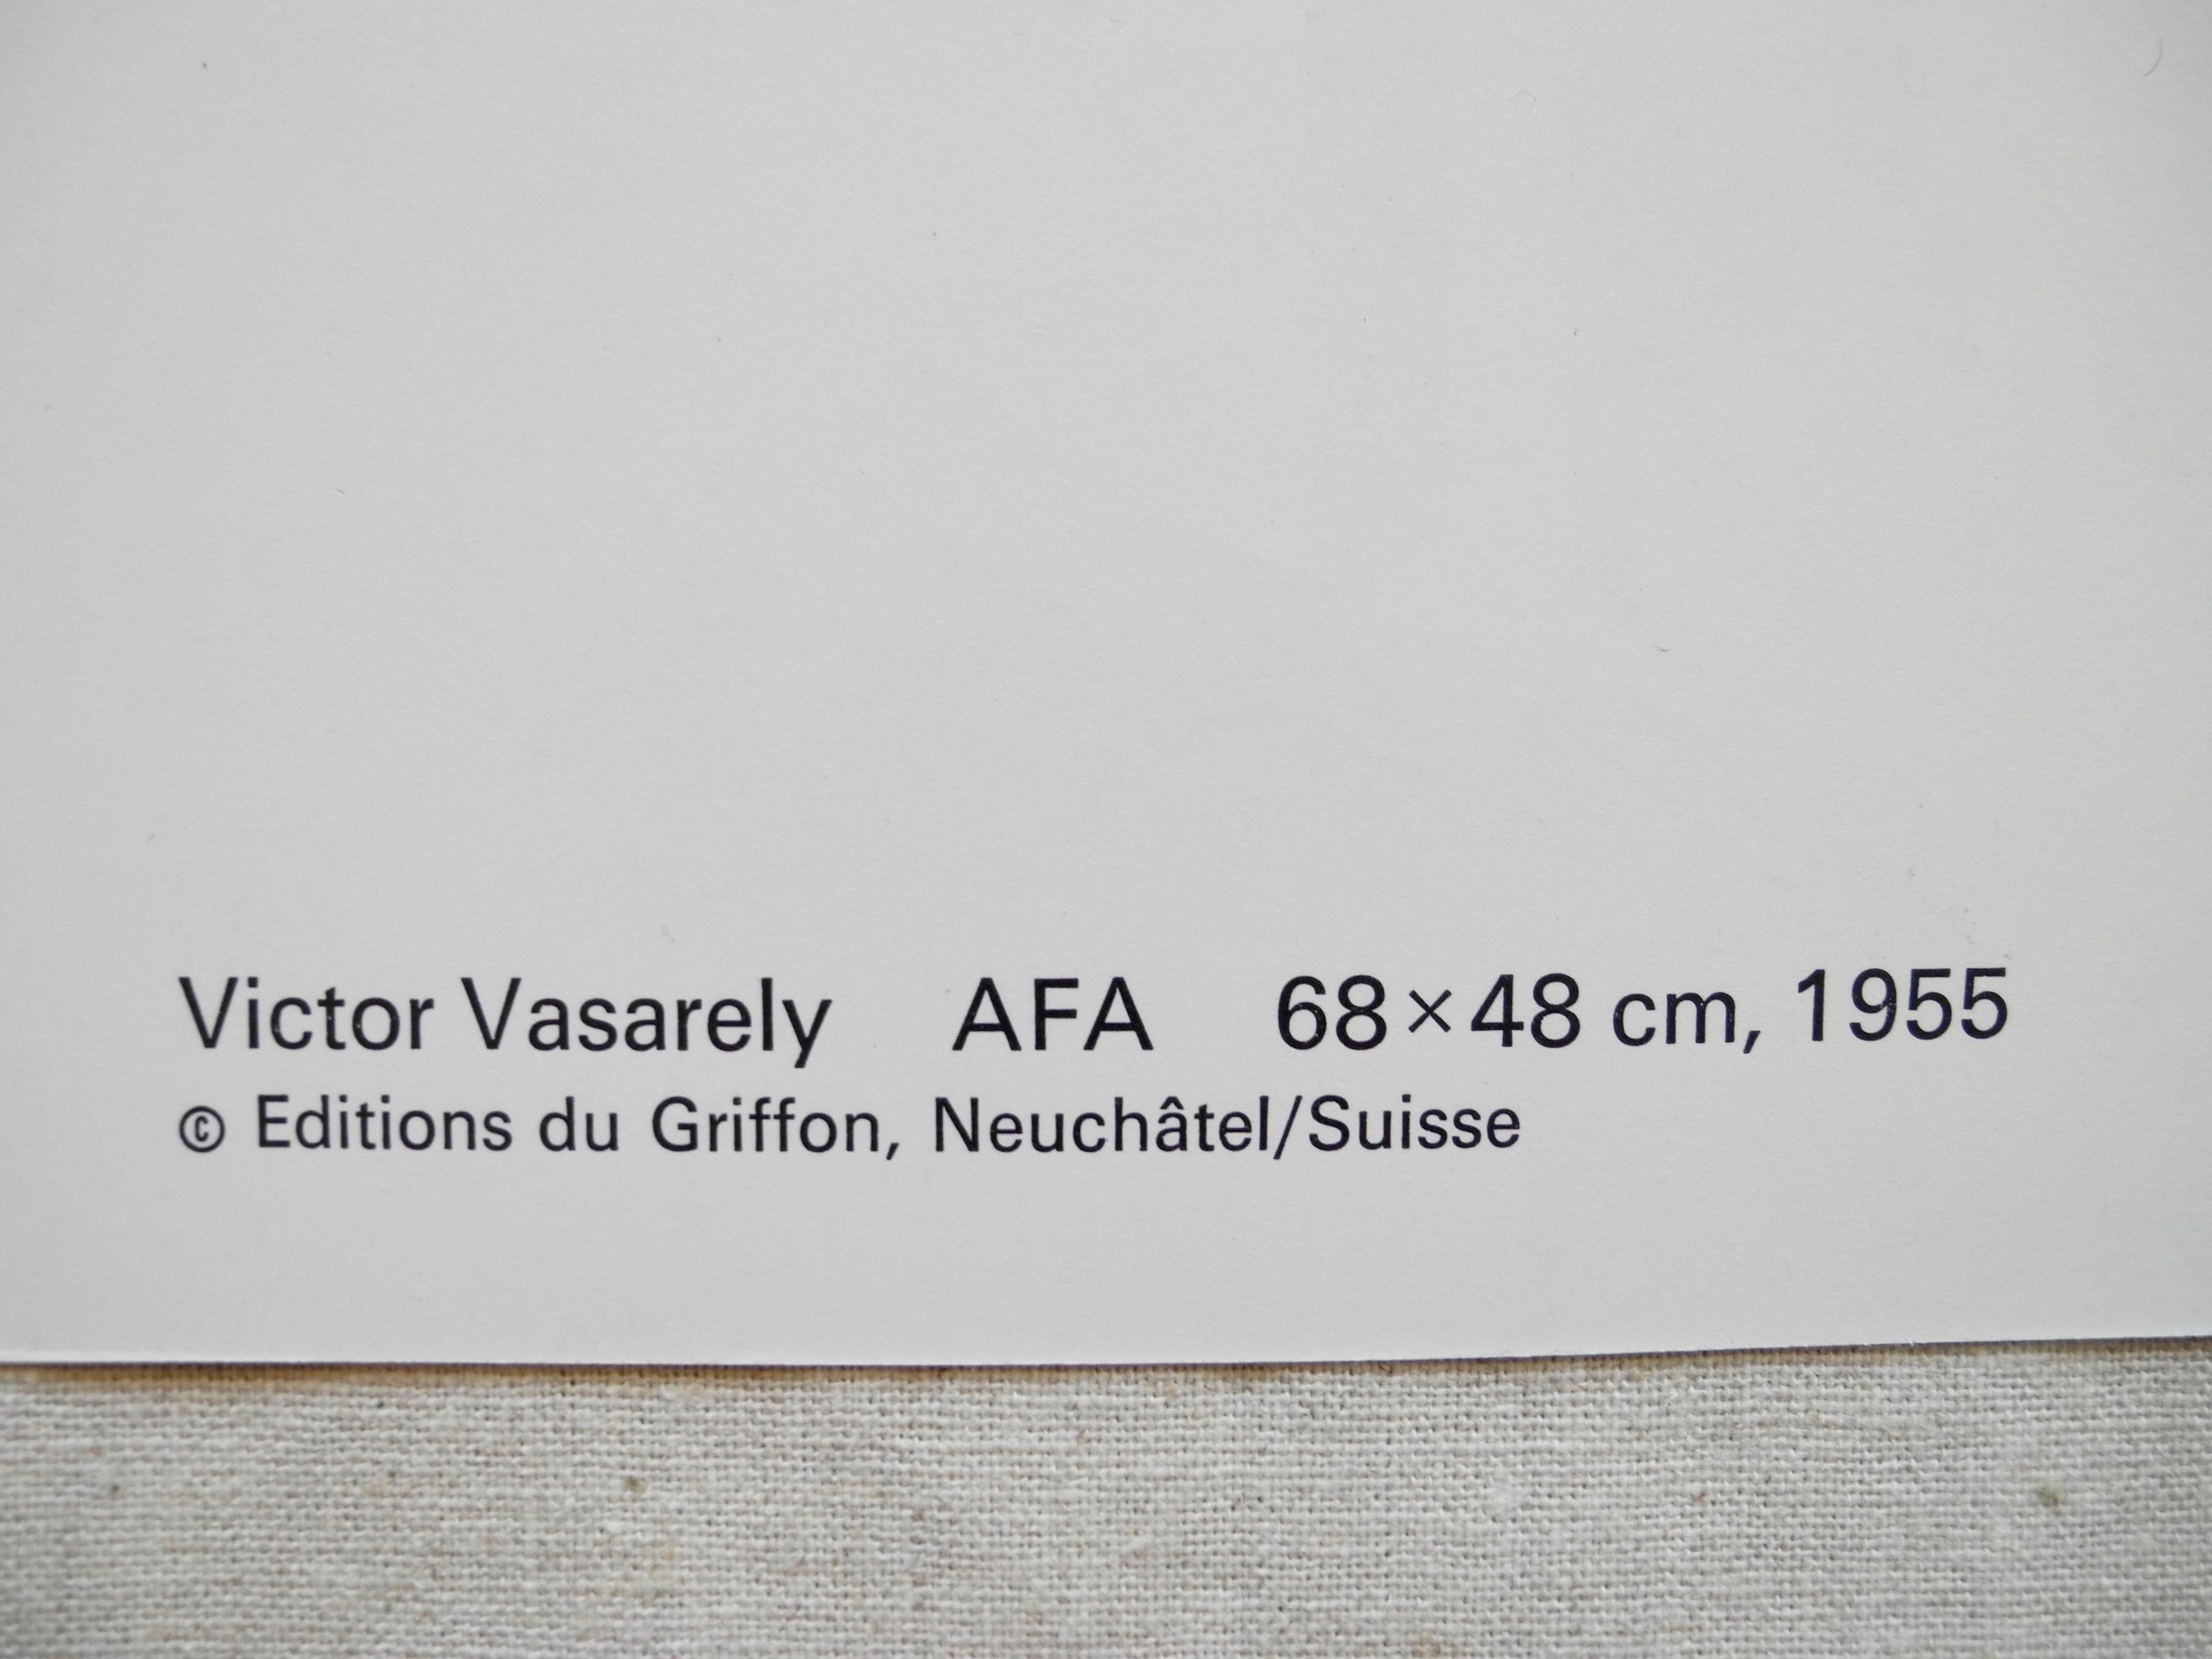 Victor Vasarely AFA 68×48 cm, 1955
© Editions du Griffon, Neuchâtel/Suisse